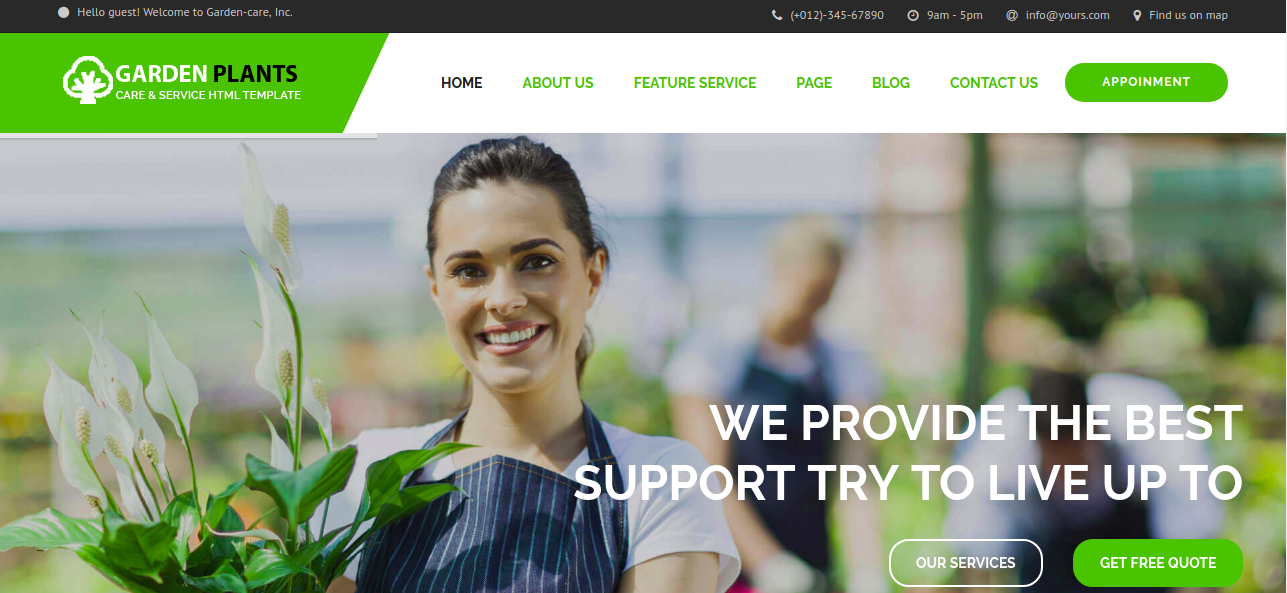 Hello guest! Welcome to Garden-care, Inc.
(+012)-345-67890
9am - 5pm
@ info@yours.com
Find us on map
GARDEN PLANTS
CARE & SERVICE HTML TEMPLATE
HOME
ABOUT US
FEATURE SERVICE
PAGE
BLOG
CONTACT US
APPOINMENT
WE PROVIDE THE BEST
SUPPORT TRY TO LIVE UP TO
OUR SERVICES
GET FREE QUOTE